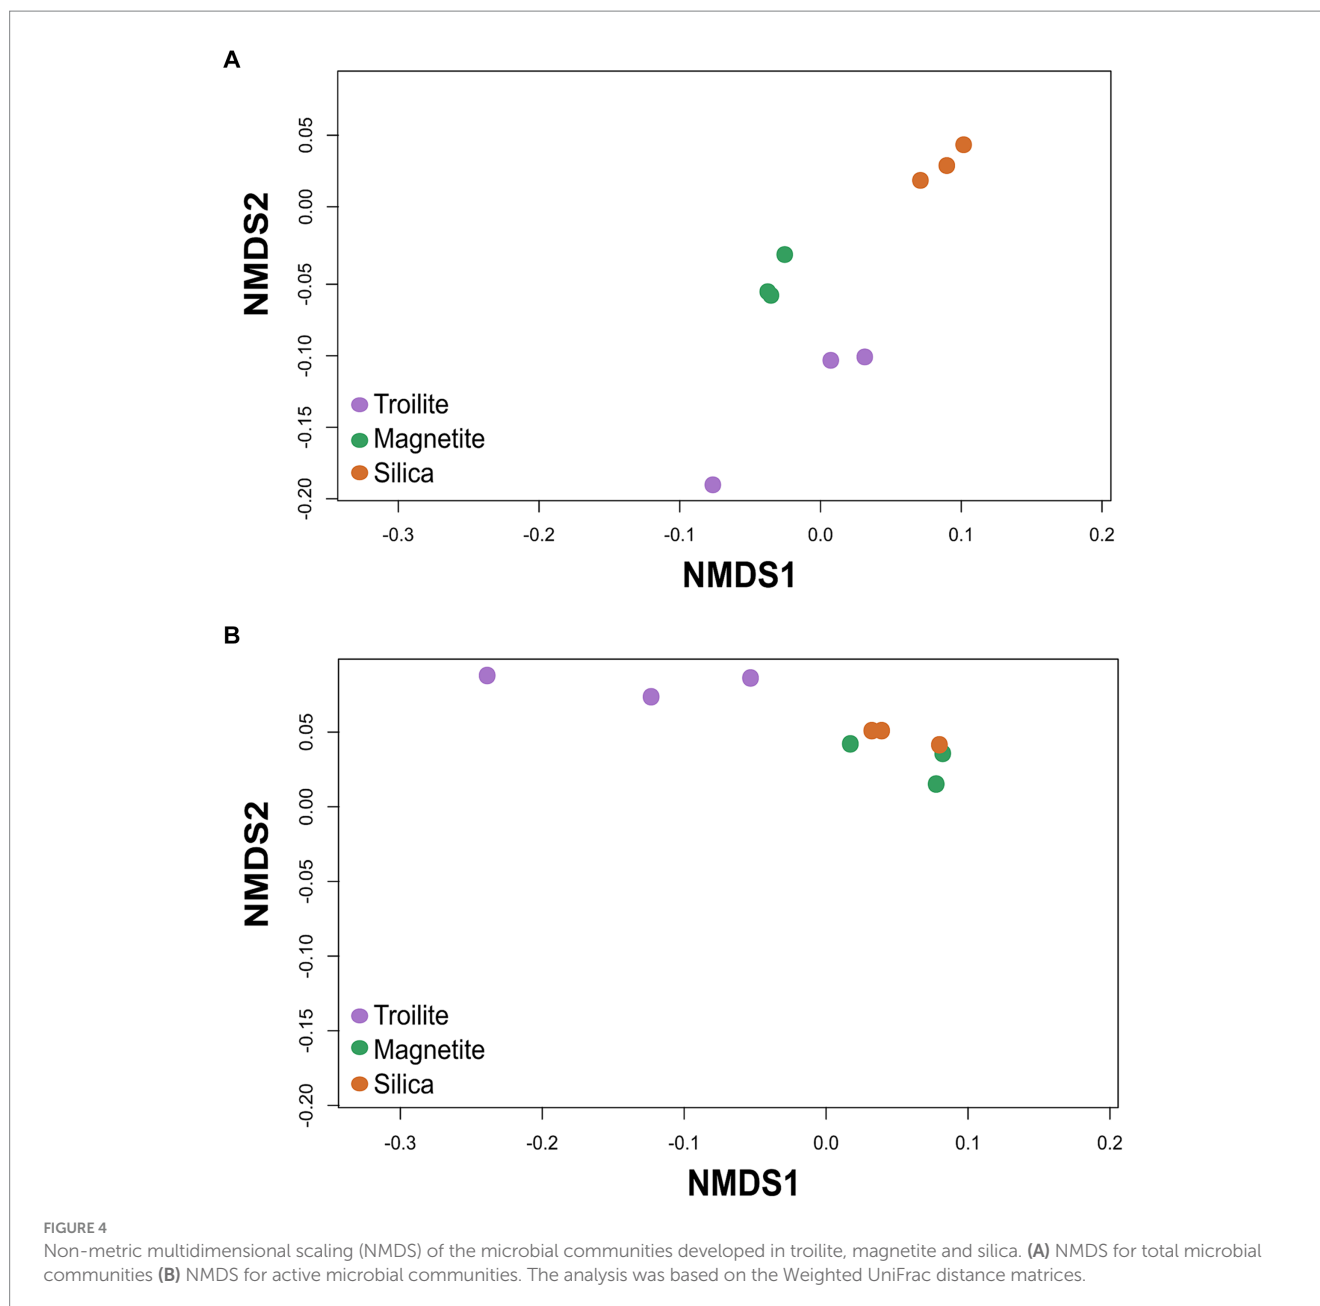 A
NMDS2
0.05
0.00
-0.05
-0.10
-0.15
-0.20
Troilite
Magnetite
Silica
-0.3 -0.2 -0.1 0.0 0.1 0.2
NMDS1
B
NMDS2
0.05
0.00
-0.05
-0.10
-0.15
-0.20
Troilite
Magnetite
Silica
-0.3 -0.2 -0.1 0.0 0.1 0.2
NMDS1
FIGURE 4
Non-metric multidimensional scaling (NMDS) of the microbial communities developed in troilite, magnetite and silica. (A) NMDS for total microbial
communities (B) NMDS for active microbial communities. The analysis was based on the Weighted UniFrac distance matrices.